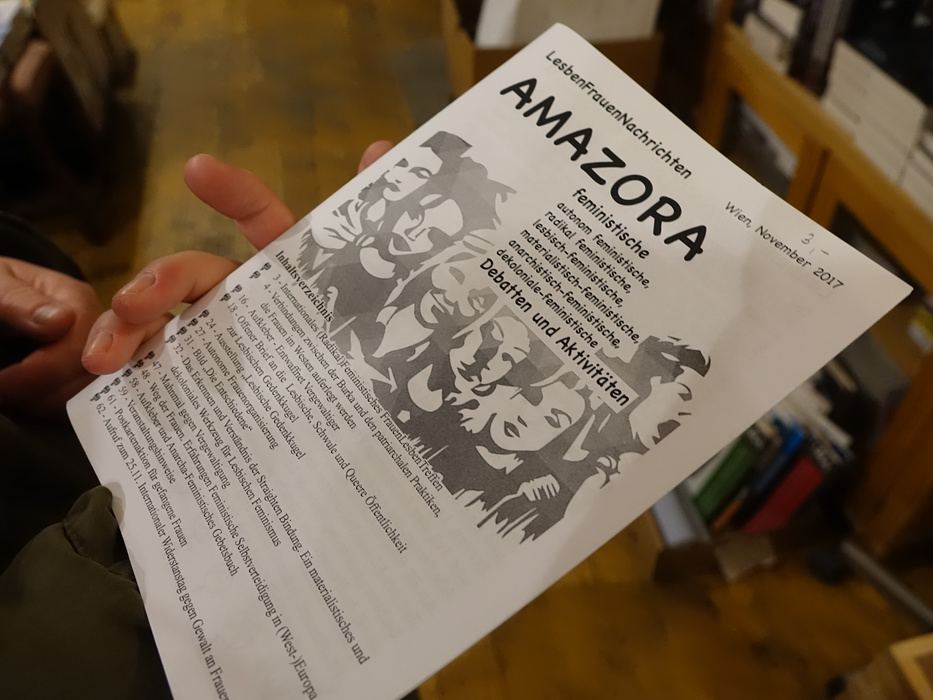 LesbenFrauenNachrichten
AMAZORA
Wien, November 2017
3,-
feministische
autonom feministische,
radikal feministische,
lesbisch-feministische,
materialistisch-feministische,
anarchistisch-feministische,
dekoloniale-feministische
Debatten und Aktivitäten
Inhaltsverzeichnis
3 - Internationales (Radikal)Feministisches FrauenLesbenTreffen
4 - Verbindungen zwischen der Burka und den patriarchalen Praktiken,
die Frauen im Westen auferlegt werden
16 - Aufkleber - Entwaffnet Vergewaltiger
18 - Offener Brief an die Lesbische, Schwule und Queere Öffentlichkeit
zur Lesbischen Gedenkkugel
24 - Ausstellung „Lesbische Gedenkkugel
27 - Autonome Frauenorganisierung
31 - Bild „Die Entschiedene“
Das Erkennen und Verständnis der Straighten Bindung. Ein materialistisches und
dekoloniales Werkzeug für Lesbischen Feminismus
47 - Mahnmal gegen Vergewaltigung
48 - Weg der Frauen. Erfahrungen Feministische Selbstverteidigung in (West-)Europa
58 - Aufkleber und Anarcha-Feministisches Gebetsbuch
59 - Veranstaltungshinweise
61 - Postkartenaktion für gefangene Frauen
62 - Aufruf zum 25.11. Internationaler Widerstandstag gegen Gewalt an Frauen